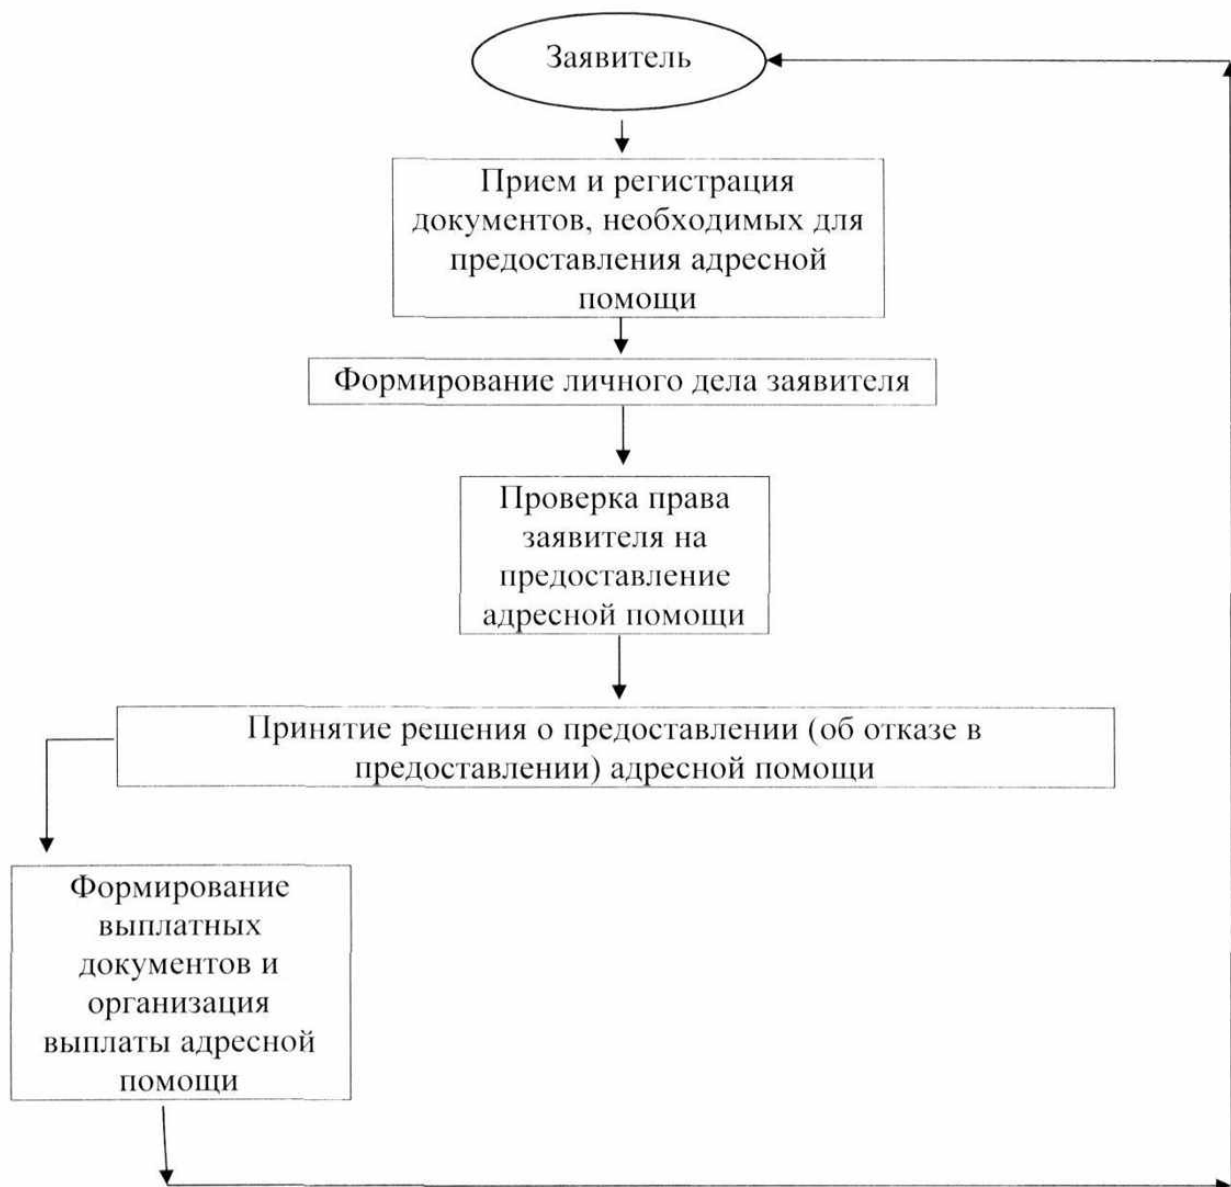 Заявитель
Прием и регистрация
документов, необходимых для
предоставления адресной
помощи
Формирование личного дела заявителя
Проверка права
заявителя на
предоставление
адресной помощи
Принятие решения о предоставлении (об отказе в
предоставлении) адресной помощи
Формирование
выплатных
документов и
организация
выплаты адресной
помощи